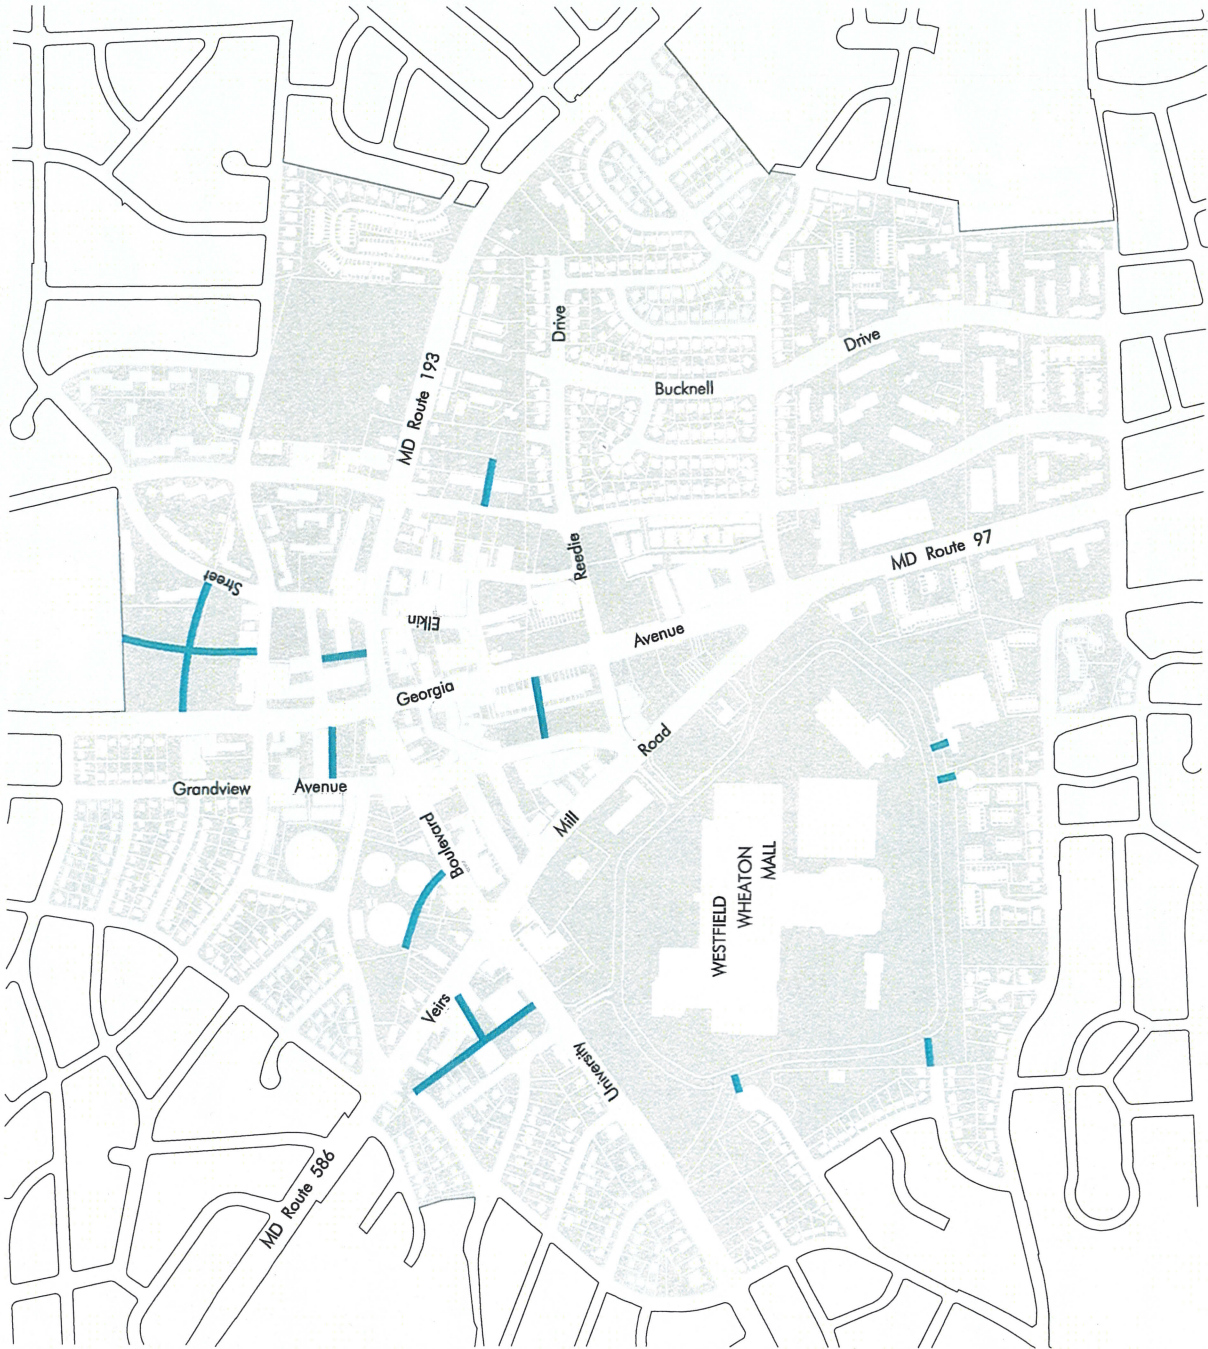 Drive
Drive
MD Route 193
Bucknell
MD Route 97
Reedie
Street
Elkin
Avenue
Georgia
Road
Grandview
Avenue
Mill
Boulevard
WESTFIELD
WHEATON
MALL
Veirs
University
MD Route 586